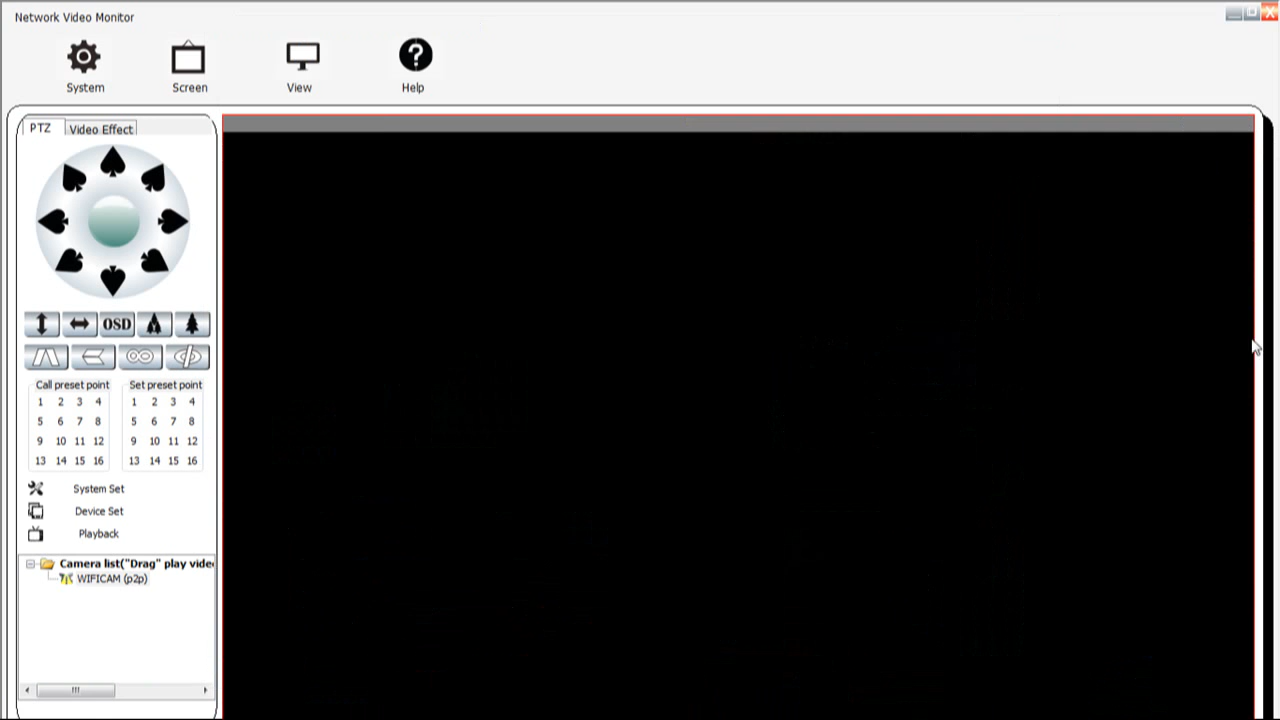 Network Video Monitor
System Screen View Help
PTZ Video Effect
OSD
Call preset point Set preset point
1 2 3 4 1 2 3 4
5 6 7 8 5 6 7 8
9 10 11 12 9 10 11 12
13 14 15 16 13 14 15 16
System Set
Device Set
Playback
Camera list("Drag" play vide
WIFICAM (p2p)